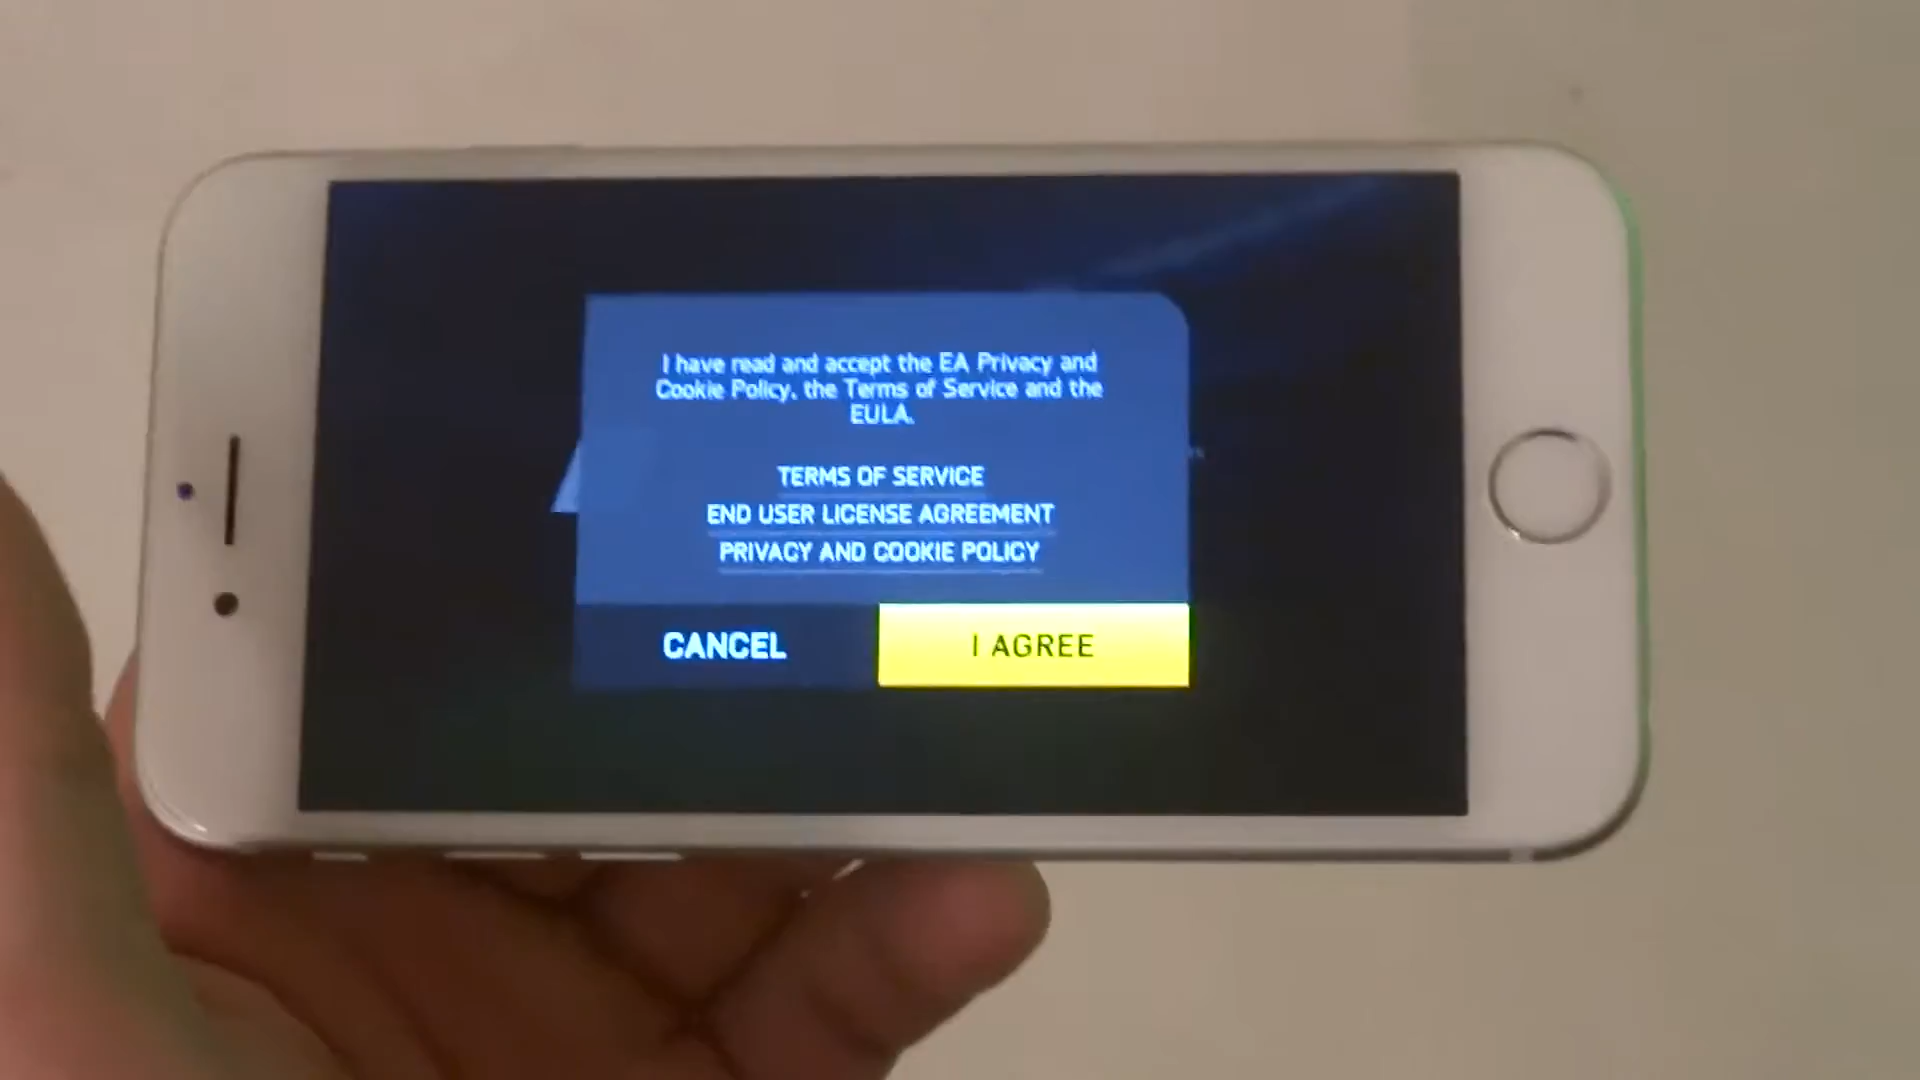 I have read and accept the EA Privacy and
Cookie Policy, the Terms of Service and the
EULA.
TERMS OF SERVICE
END USER LICENSE AGREEMENT
PRIVACY AND COOKIE POLICY
CANCEL
I AGREE